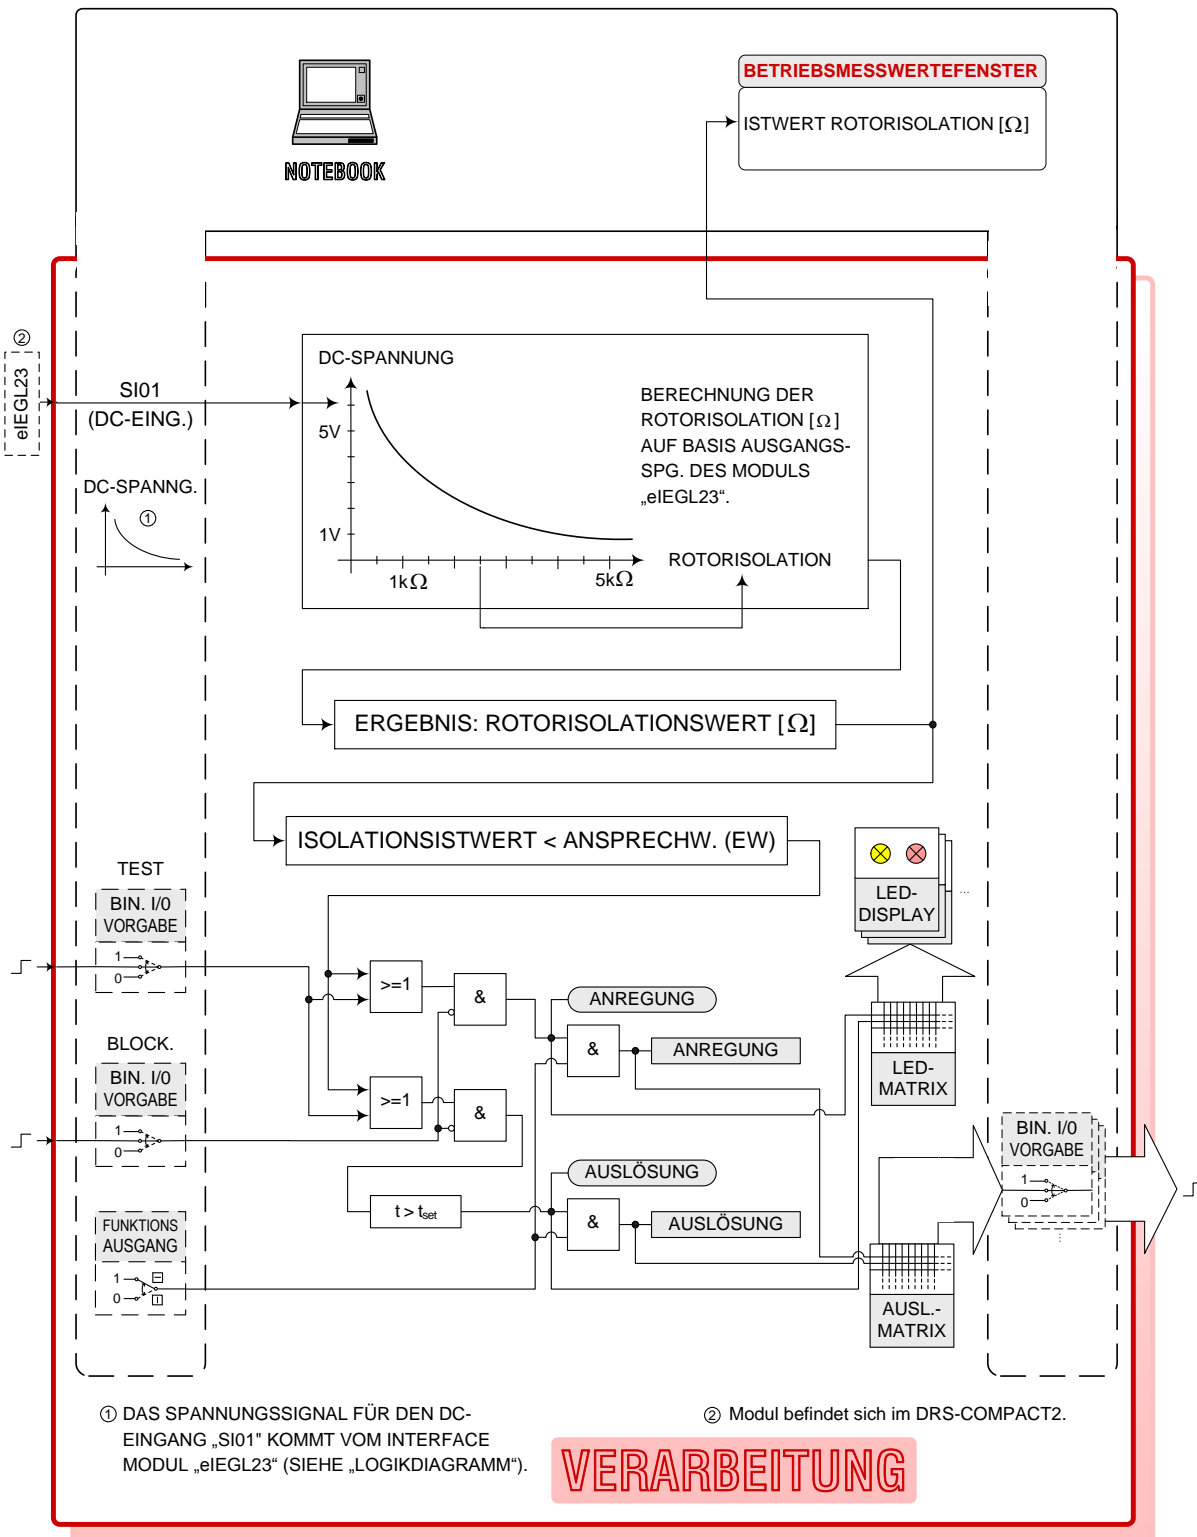 BETRIEBSMESSWERTEFENSTER
ISTWERT ROTORISOLATION [Ω]
NOTEBOOK
②
eIEGL23
SI01
(DC-EING.)
DC-SPANNG.
①
DC-SPANNUNG
5V
1V
1kΩ
5kΩ
ROTORISOLATION
BERECHNUNG DER
ROTORISOLATION [Ω]
AUF BASIS AUSGANGS-
SPG. DES MODULS
„eIEGL23“.
ERGEBNIS: ROTORISOLATIONSWERT [Ω]
ISOLATIONSISTWERT < ANSPRECHW. (EW)
TEST
BIN. I/0
VORGABE
1
0
BLOCK.
BIN. I/0
VORGABE
1
0
FUNKTIONS
AUSGANG
1
0
>=1
&
>=1
&
t > tset
ANREGUNG
&
ANREGUNG
AUSLÖSUNG
&
AUSLÖSUNG
LED-
DISPLAY
...
LED-
MATRIX
BIN. I/0
VORGABE
1
0
...
AUSL.-
MATRIX
① DAS SPANNUNGSSIGNAL FÜR DEN DC-
EINGANG „SI01" KOMMT VOM INTERFACE
MODUL „eIEGL23“ (SIEHE „LOGIKDIAGRAMM“).
② Modul befindet sich im DRS-COMPACT2.
VERARBEITUNG